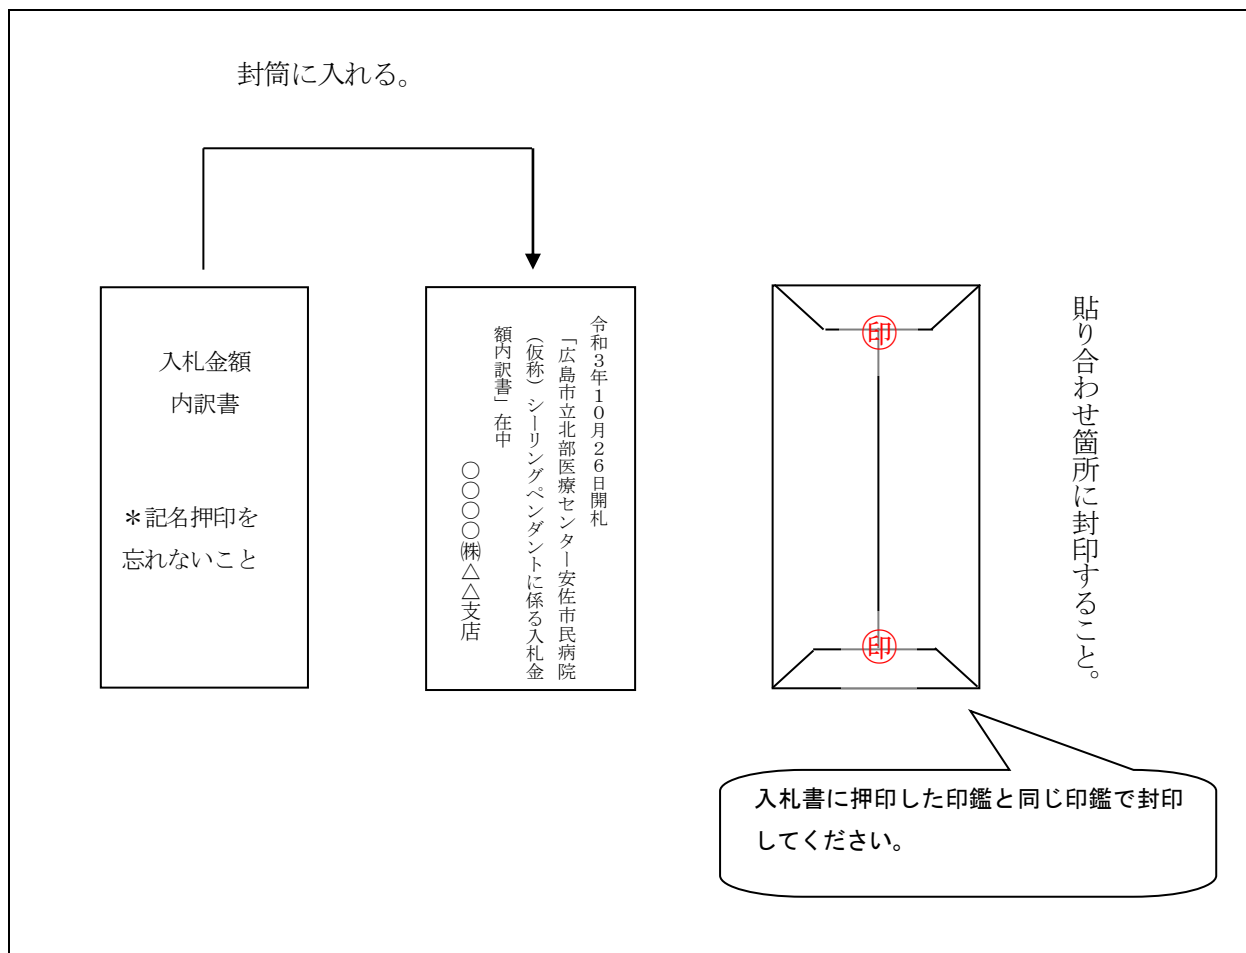 封筒に入れる。
入札金額
内訳書
＊記名押印を
忘れないこと
令和３年１０月２６日開札
「広島市立北部医療センター安佐市民病院
（仮称）シーリングペンダントに係る入札金
額内訳書」在中
〇〇〇〇㈱△△支店
印
印
貼り合わせ箇所に封印すること。
入札書に押印した印鑑と同じ印鑑で封印
してください。